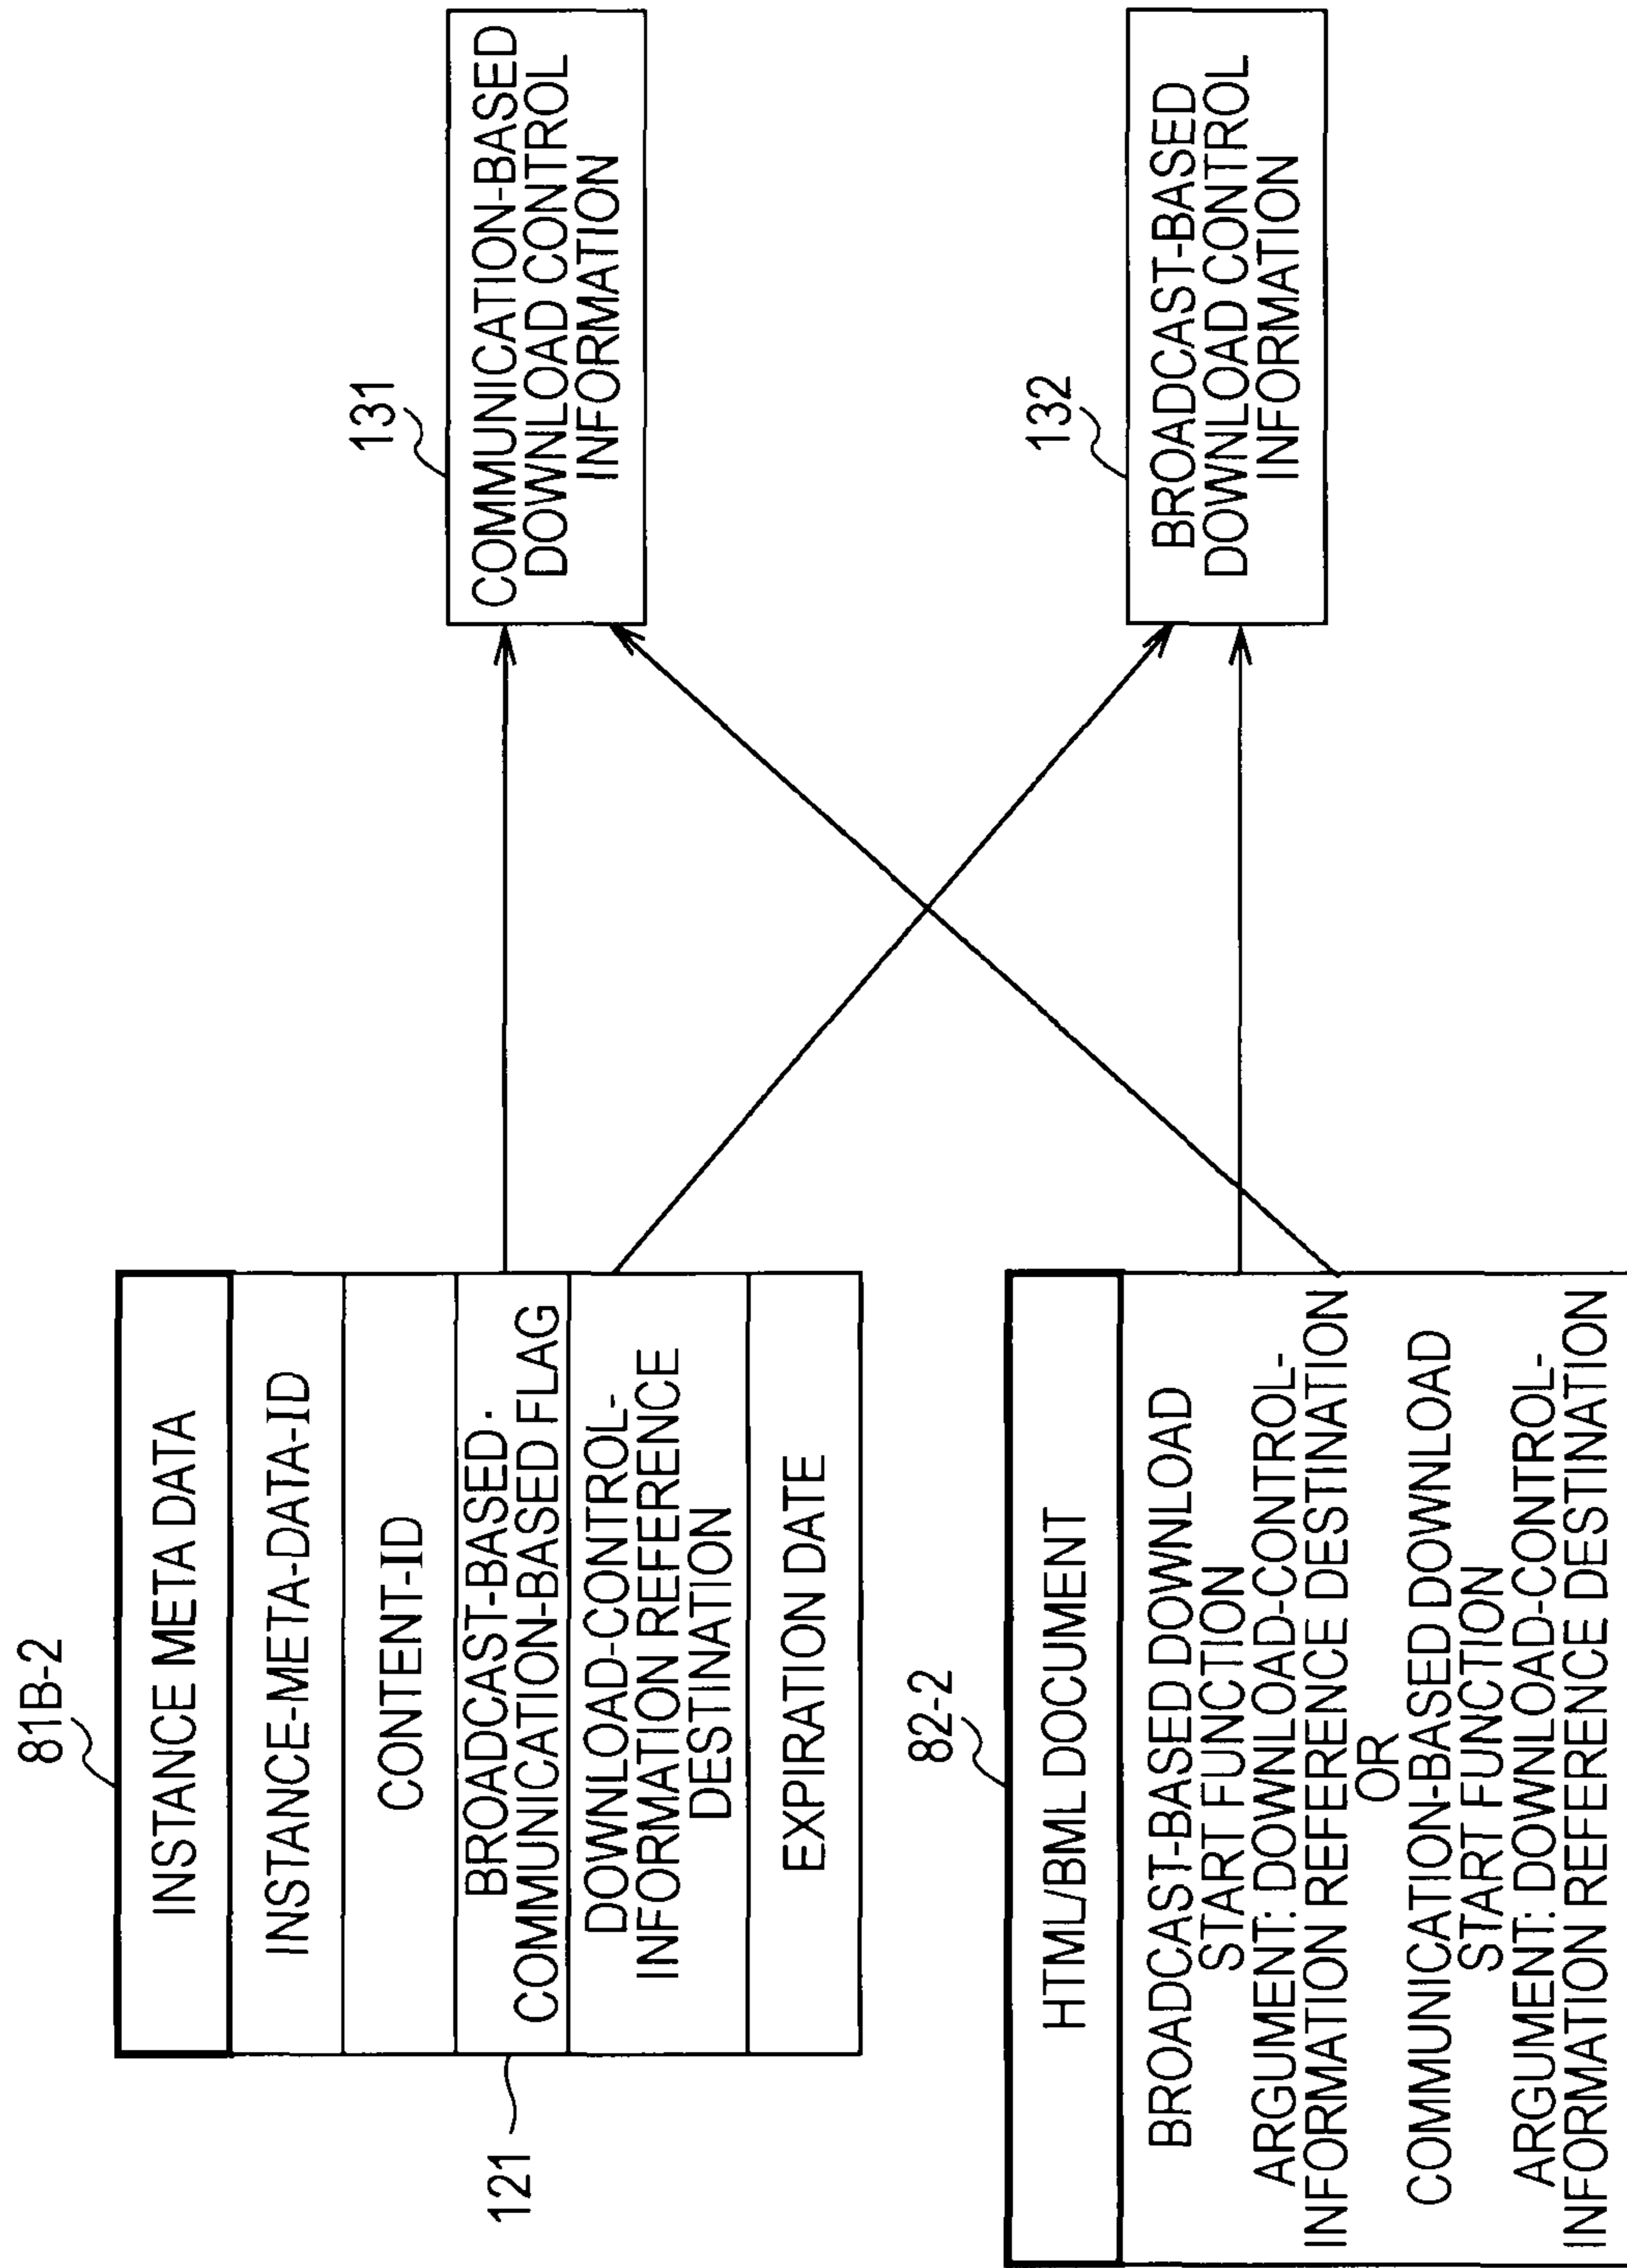 81B-2
INSTANCE META DATA
INSTANCE-META-DATA-ID
CONTENT-ID
BROADCAST-BASED·
COMMUNICATION-BASED FLAG
DOWNLOAD-CONTROL-
INFORMATION REFERENCE
DESTINATION
EXPIRATION DATE
121
82-2
HTML/BML DOCUMENT
BROADCAST-BASED DOWNLOAD
START FUNCTION
ARGUMENT: DOWNLOAD-CONTROL-
INFORMATION REFERENCE DESTINATION
OR
COMMUNICATION-BASED DOWNLOAD
START FUNCTION
ARGUMENT: DOWNLOAD-CONTROL-
INFORMATION REFERENCE DESTINATION
131
COMMUNICATION-BASED
DOWNLOAD CONTROL
INFORMATION
132
BROADCAST-BASED
DOWNLOAD CONTROL
INFORMATION